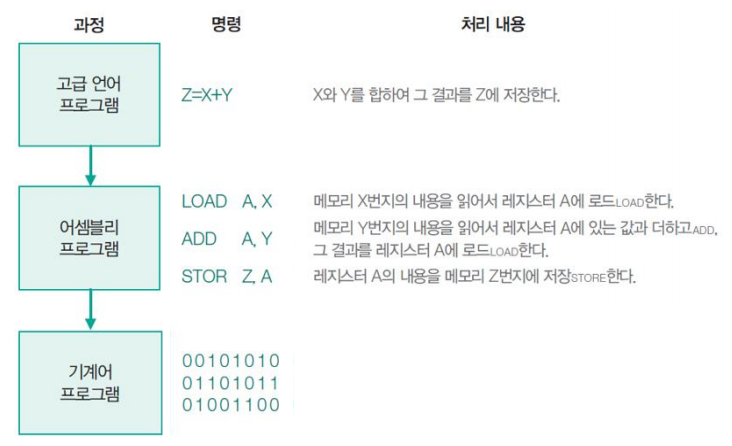 과정 명령 처리 내용
고급 언어
프로그램
Z=X+Y
X와 Y를 합하여 그 결과를 Z에 저장한다.
어셈블리
프로그램
LOAD A, X
메모리 X번지의 내용을 읽어서 레지스터 A에 로드LOAD한다.
ADD A, Y
메모리 Y번지의 내용을 읽어서 레지스터 A에 있는 값과 더하고ADD,
그 결과를 레지스터 A에 로드LOAD한다.
STOR Z, A
레지스터 A의 내용을 메모리 Z번지에 저장STORE한다.
기계어
프로그램
00101010
01101011
01001100